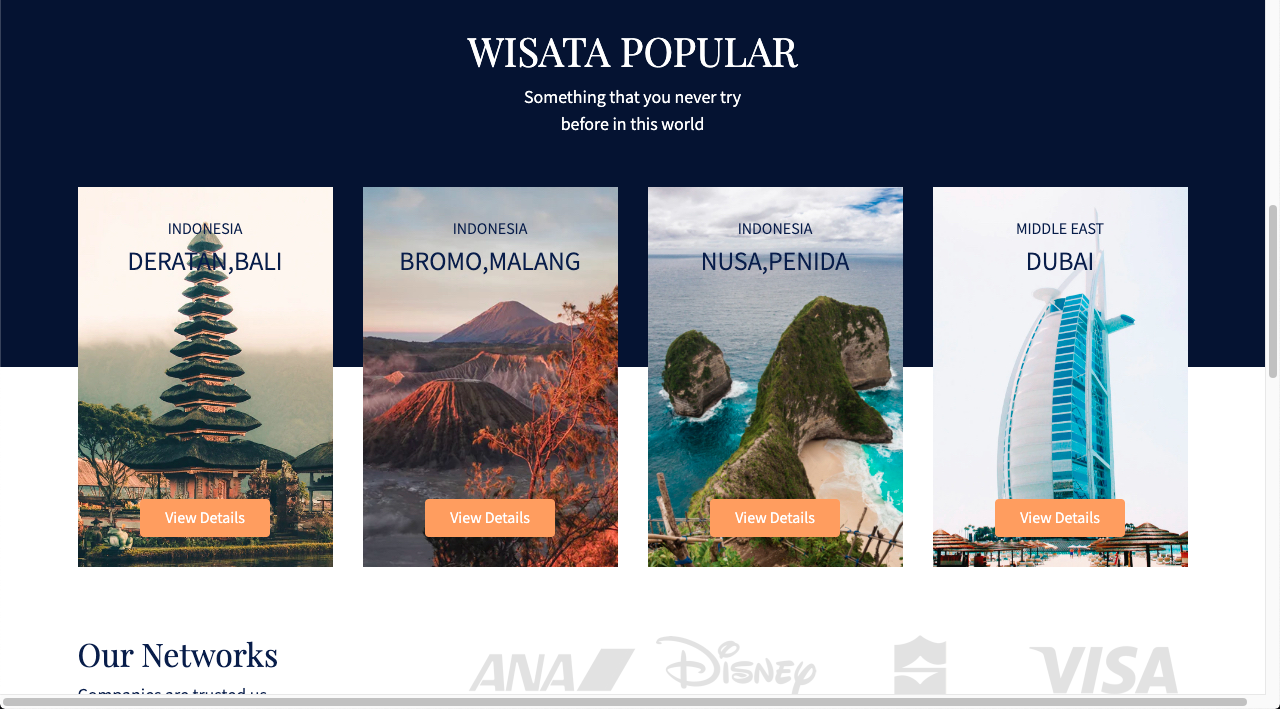 WISATA POPULAR
Something that you never try
before in this world
INDONESIA
DERATAN,BALI
View Details
INDONESIA
BROMO,MALANG
View Details
INDONESIA
NUSA,PENIDA
View Details
MIDDLE EAST
DUBAI
View Details
Our Networks
Companies are trusted us
ANA
Disney
VISA